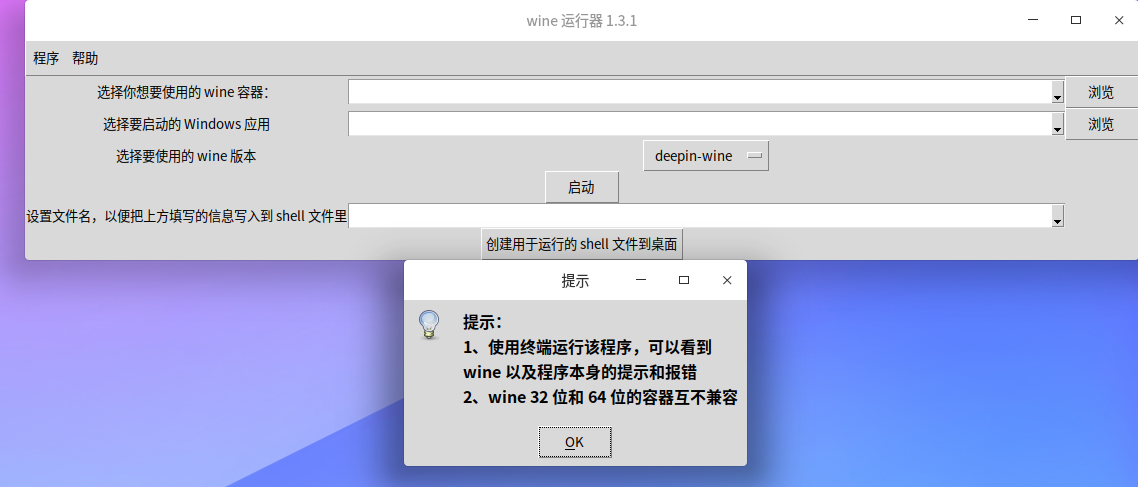 wine 运行器 1.3.1
程序 帮助
选择你想要使用的 wine 容器：
浏览
选择要启动的 Windows 应用
浏览
选择要使用的 wine 版本
deepin-wine
启动
设置文件名，以便把上方填写的信息写入到 shell 文件里
创建用于运行的 shell 文件到桌面
提示
提示：
1、使用终端运行该程序，可以看到
wine 以及程序本身的提示和报错
2、wine 32 位和 64 位的容器互不兼容
OK